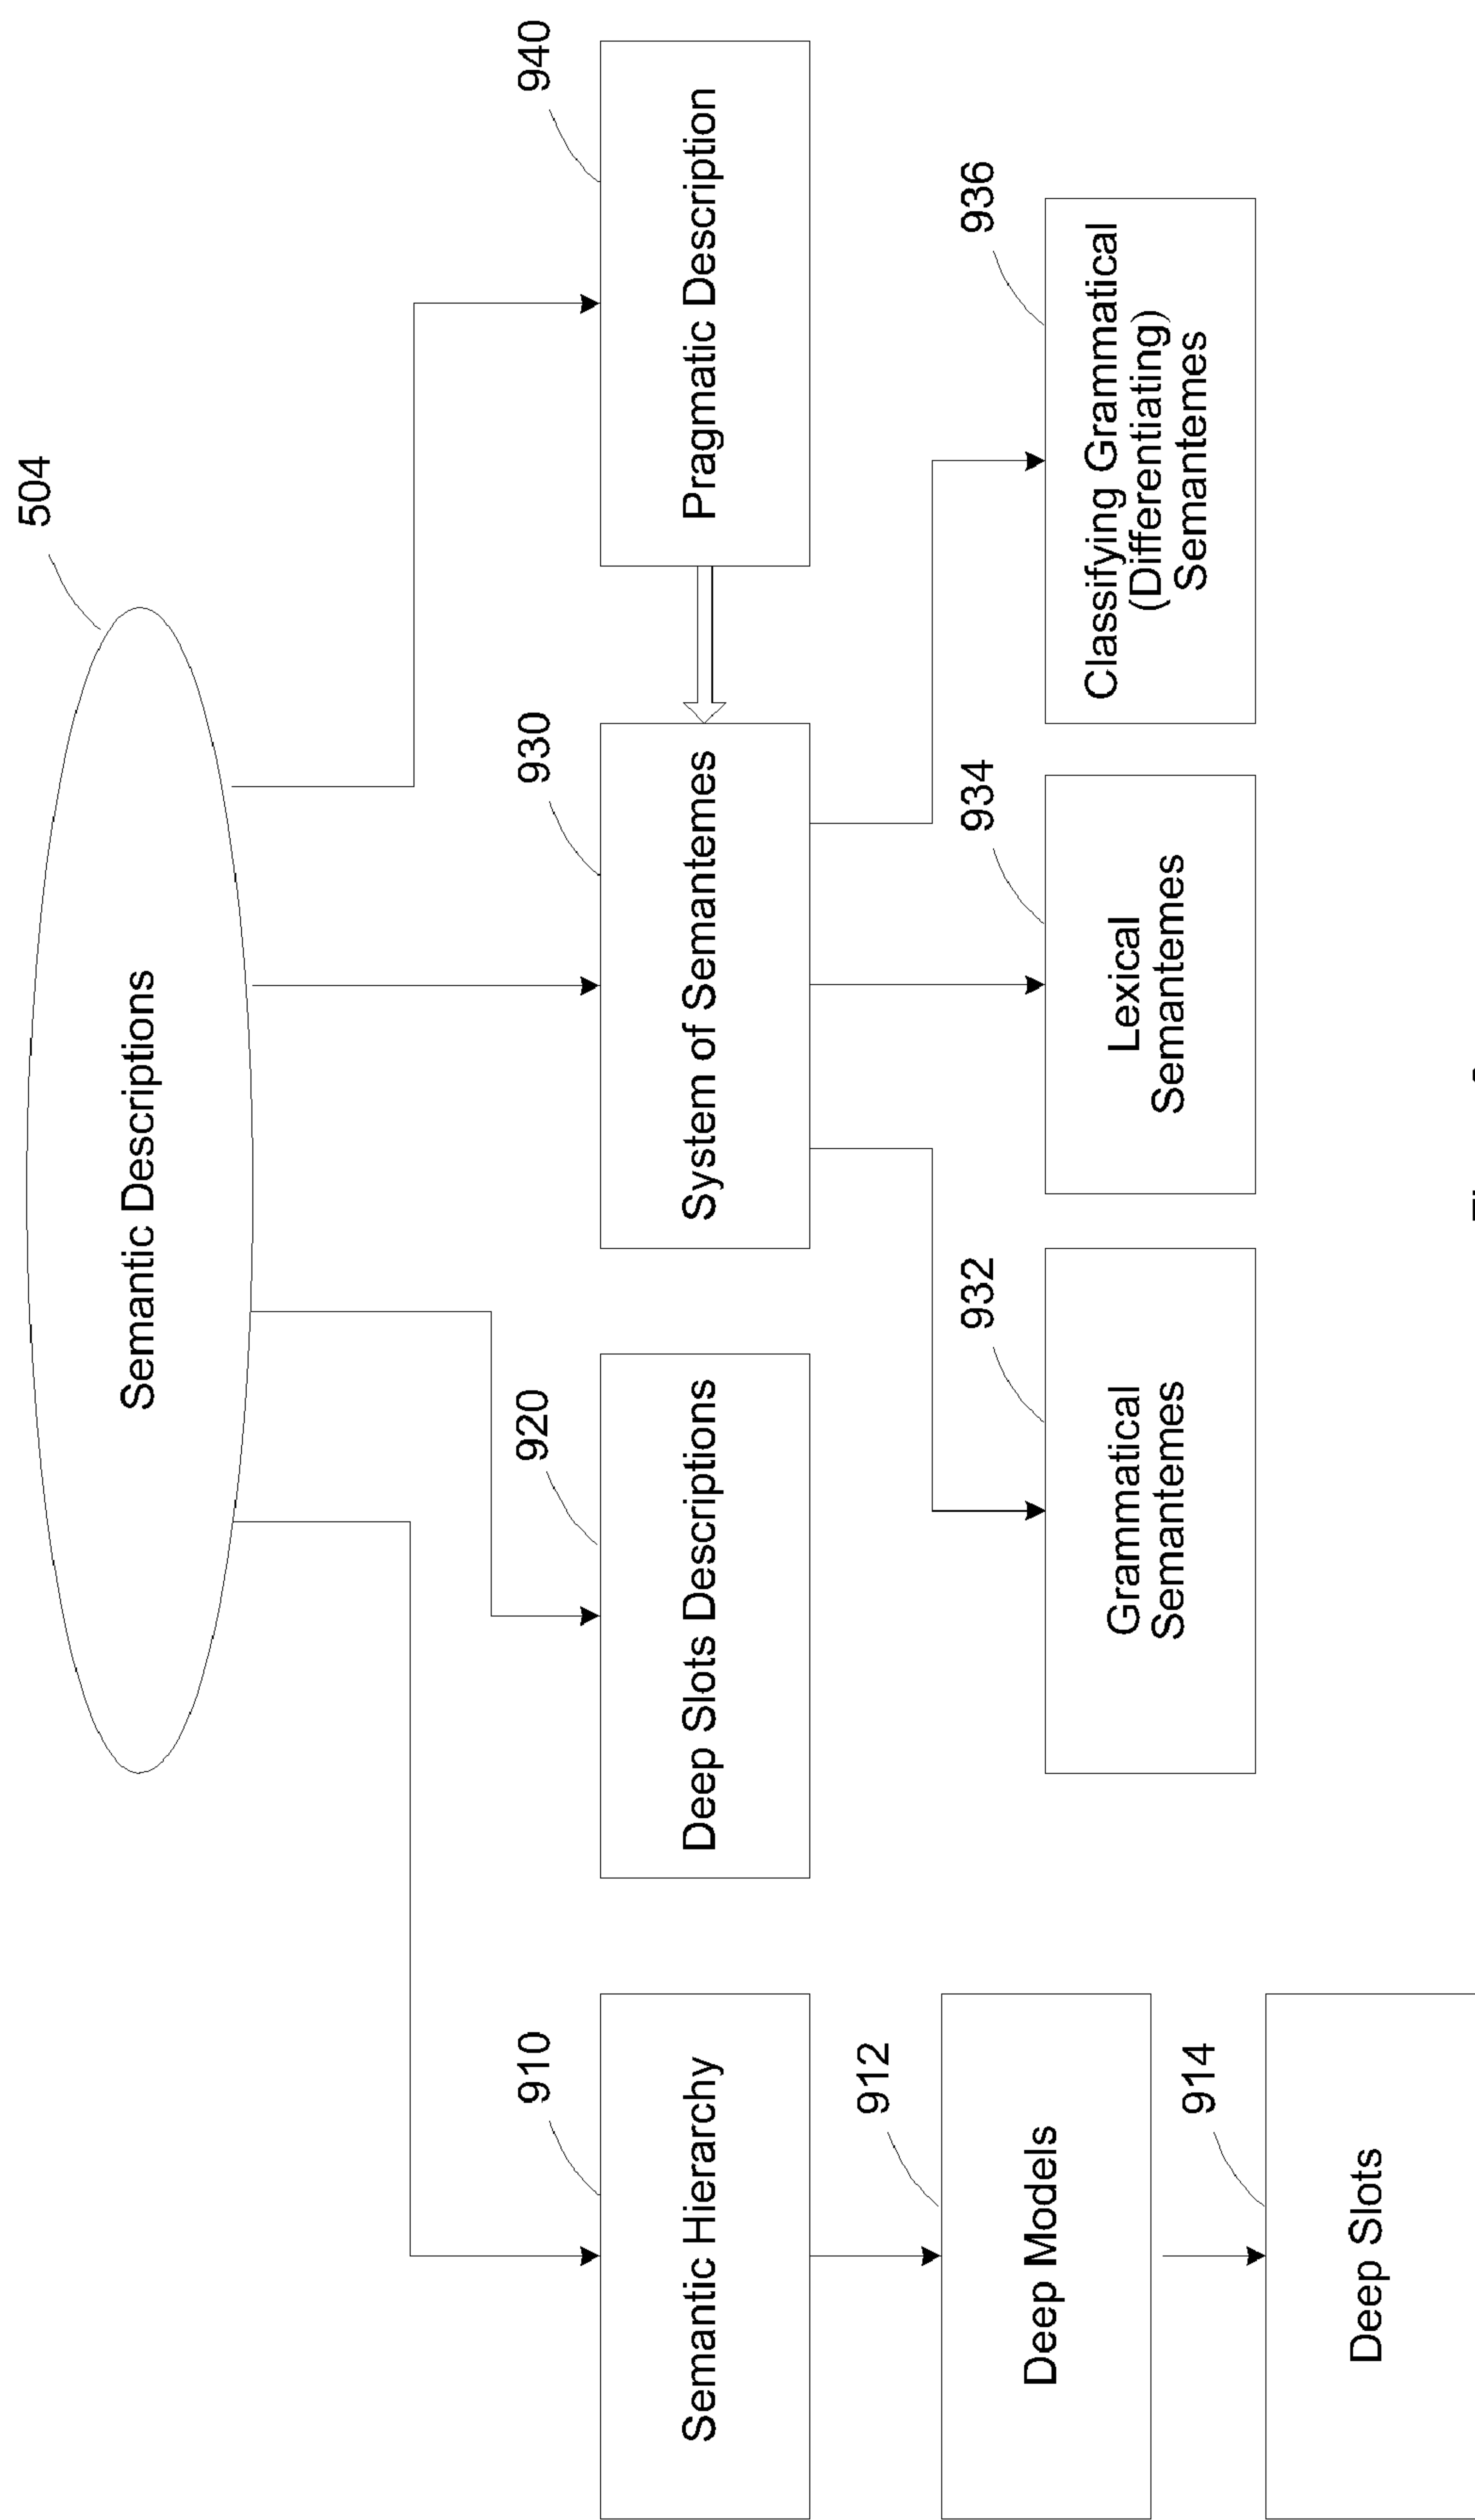 504
Semantic Descriptions
910
920
930
940
Semantic Hierarchy
Deep Slots Descriptions
System of Semantemes
Pragmatic Description
912
932
934
936
Deep Models
Grammatical
Semantemes
Lexical
Semantemes
Classifying Grammatical
(Differentiating)
Semantemes
914
Deep Slots